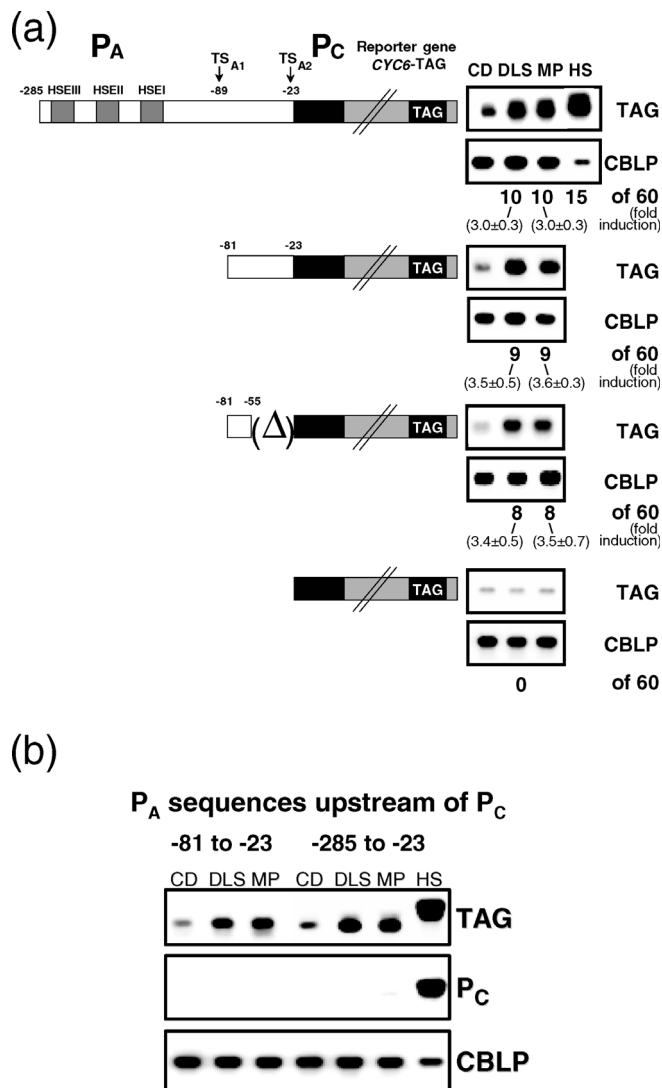 (a)
PA PC Reporter gene
CYC6-TAG
TSA1 TSA2
-285 HSEIII HSEII HSEI -89 -23
TAG
CD DLS MP HS
TAG
CBLP
10 10 15 of 60
(3.0±0.3) (3.0±0.3) (fold induction)
-81 -23
TAG
TAG
CBLP
9 9 of 60
(3.5±0.5) (3.6±0.3) (fold induction)
-81 -55
(Δ)
TAG
TAG
CBLP
8 8 of 60
(3.4±0.5) (3.5±0.7) (fold induction)
TAG
TAG
CBLP
0 of 60
(b)
PA sequences upstream of PC
-81 to -23 -285 to -23
CD DLS MP CD DLS MP HS
TAG
PC
CBLP